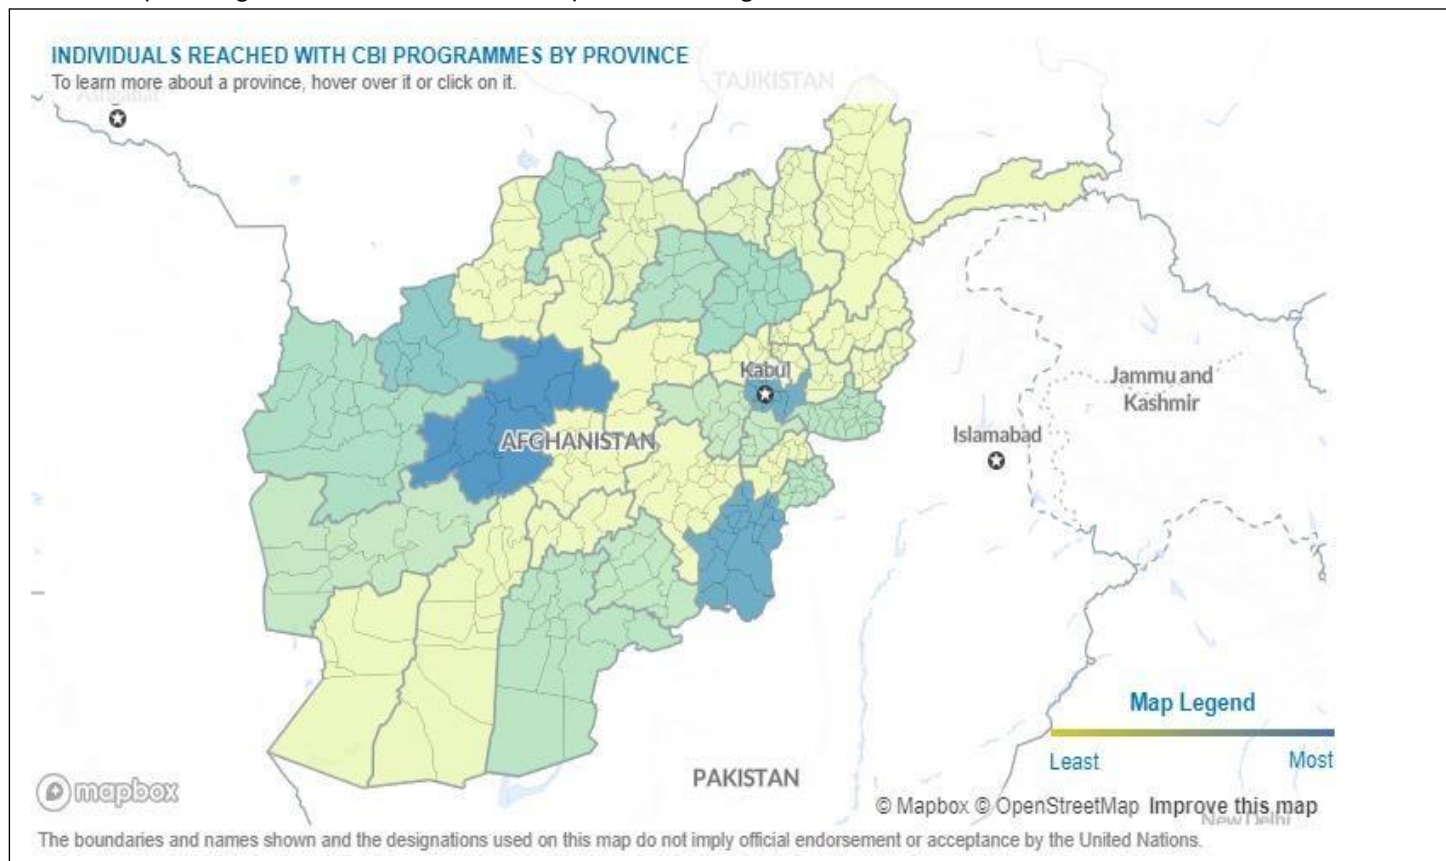 INDIVIDUALS REACHED WITH CBI PROGRAMMES BY PROVINCE
To learn more about a province, hover over it or click on it.
TAJIKISTAN
Ashgabat
Kabul
Jammu and
Kashmir
AFGHANISTAN
Islamabad
Map Legend
Least
Most
PAKISTAN
mapbox
© Mapbox © OpenStreetMap Improve this map
New Delhi
The boundaries and names shown and the designations used on this map do not imply official endorsement or acceptance by the United Nations.